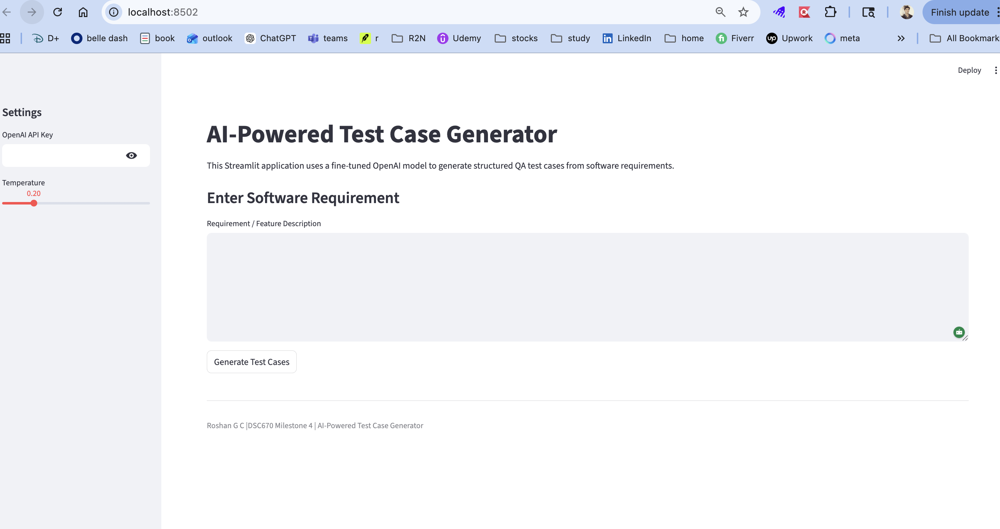 localhost:8502
Finish update
D+ belle dash book outlook ChatGPT teams r R2N Udemy stocks study LinkedIn home Fiverr Upwork meta » All Bookmark
Deploy
Settings
OpenAI API Key
Temperature
0.20
AI-Powered Test Case Generator
This Streamlit application uses a fine-tuned OpenAI model to generate structured QA test cases from software requirements.
Enter Software Requirement
Requirement / Feature Description
Generate Test Cases
Roshan G C |DSC670 Milestone 4 | AI-Powered Test Case Generator